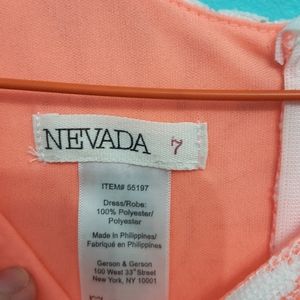 NEVADA 7
ITEM# 55197
Dress/Robe:
100% Polyester/
Polyester
Made In Philippines/
Fabriqué en Philippines
Gerson & Gerson
100 West 33rd Street
New York, NY 10001